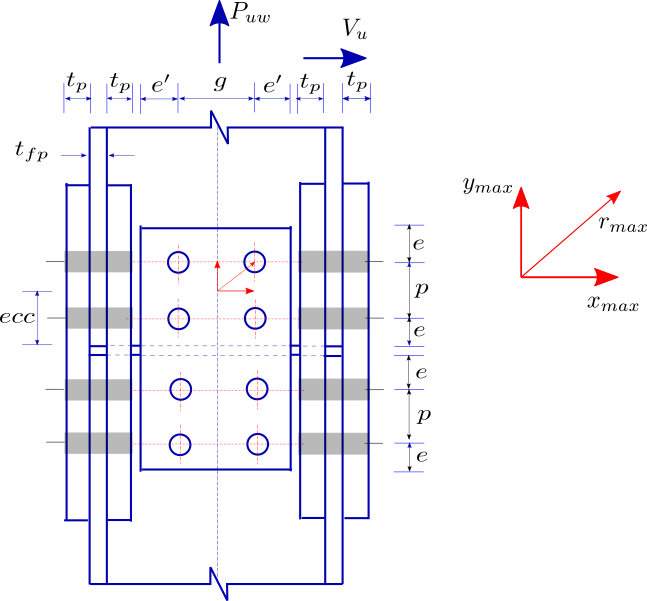 P_{uw}
V_u
t_p t_p e' g e' t_p t_p
t_{fp}
y_{max}
r_{max}
x_{max}
e
p
ecc
e
e
p
e